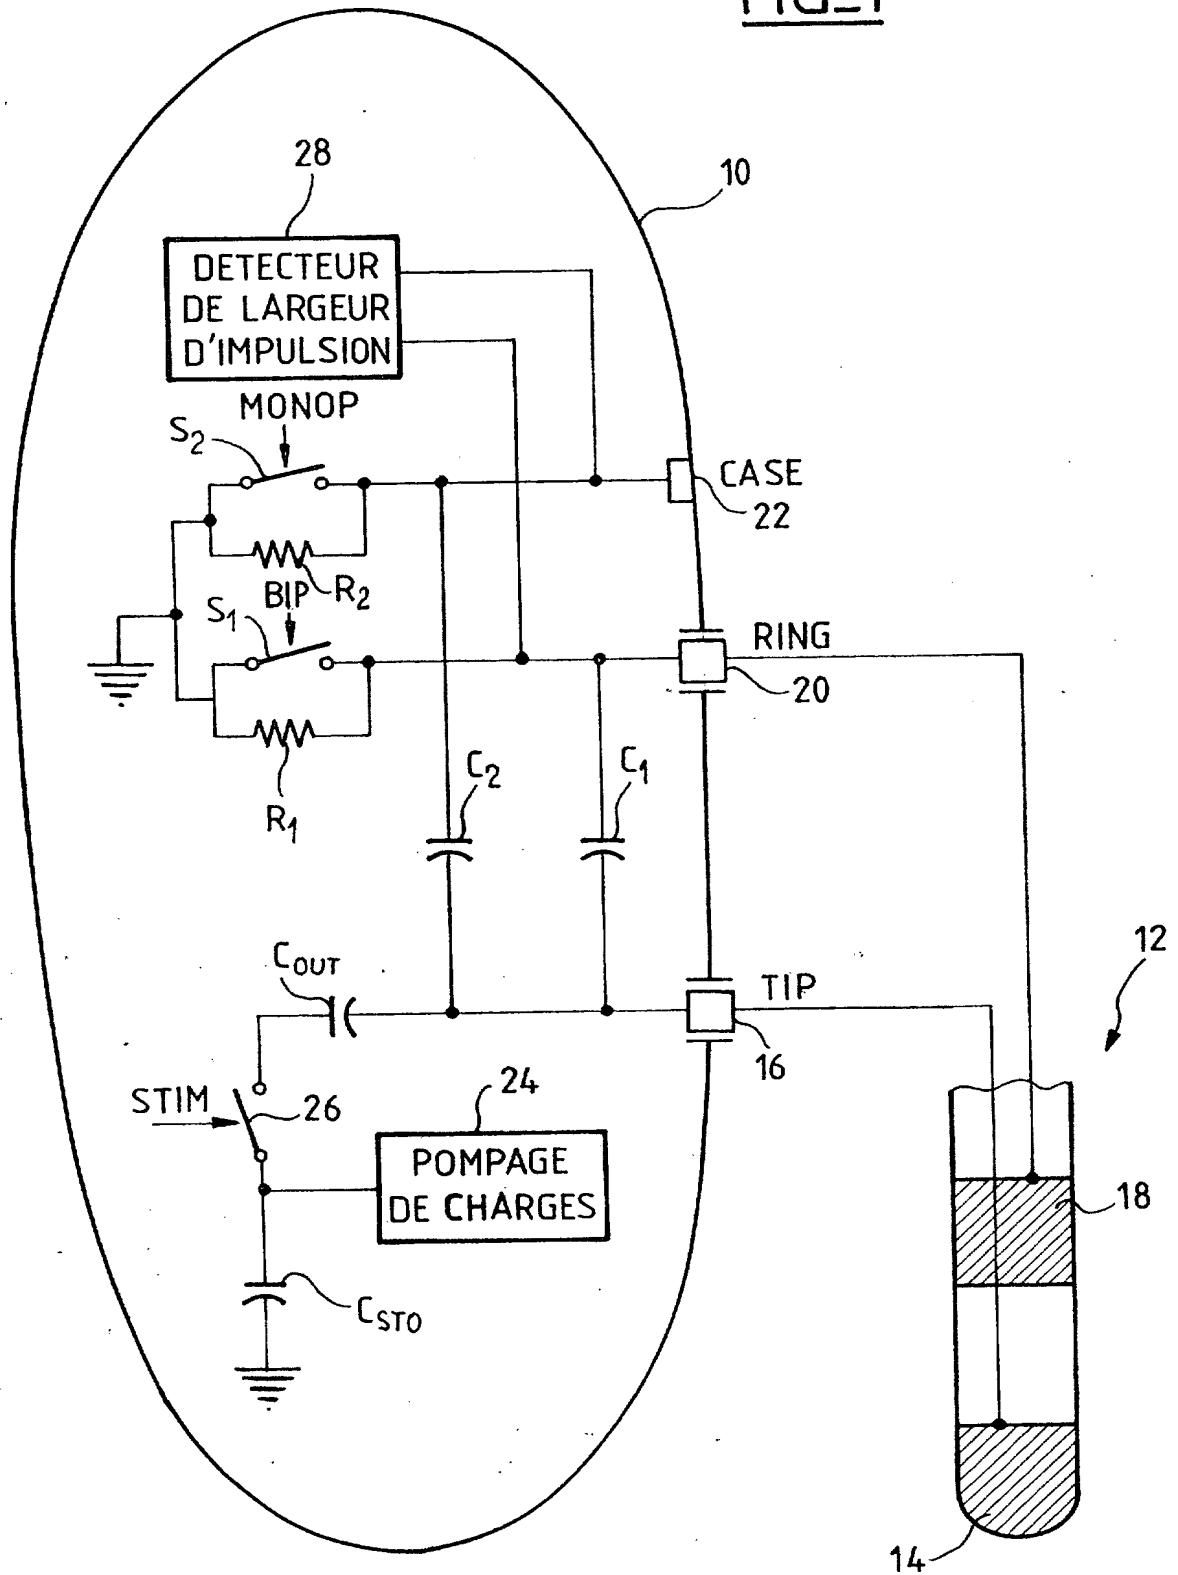 FIG_1
28
10
DETECTEUR
DE LARGEUR
D'IMPULSION
MONOP
S2
CASE
22
R2
BIP
S1
RING
20
R1
C2
C1
COUT
TIP
16
12
STIM
26
24
POMPAGE
DE CHARGES
18
CSTO
14